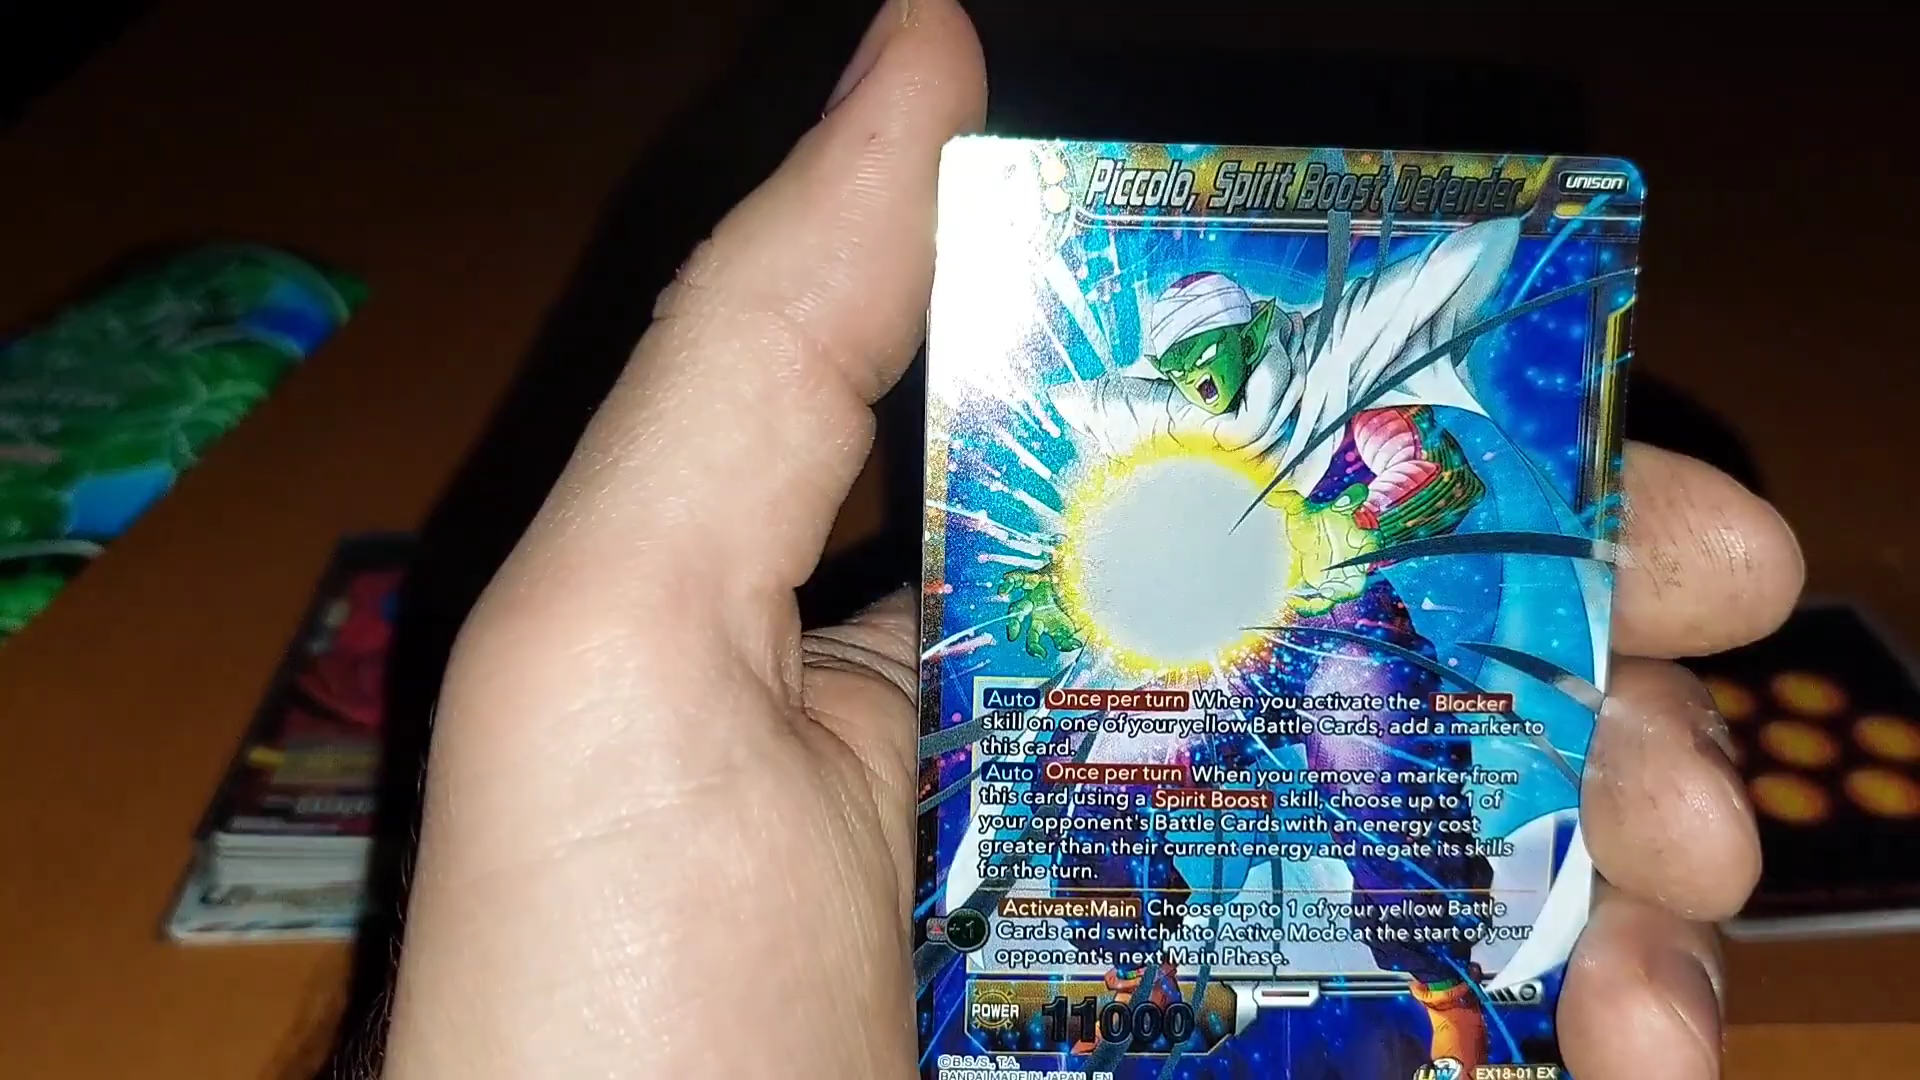 Piccolo, Spirit Boost Defender
UNISON
Auto Once per turn When you activate the Blocker
skill on one of your yellow Battle Cards, add a marker to
this card.
Auto Once per turn When you remove a marker from
this card using a Spirit Boost skill, choose up to 1 of
your opponent's Battle Cards with an energy cost
greater than their current energy and negate its skills
for the turn.
+1
Activate:Main Choose up to 1 of your yellow Battle
Cards and switch it to Active Mode at the start of your
opponent's next Main Phase.
POWER 11000
©B.S./S., T.A.
BANDAI MADE IN JAPAN EN
EX18-01 EX